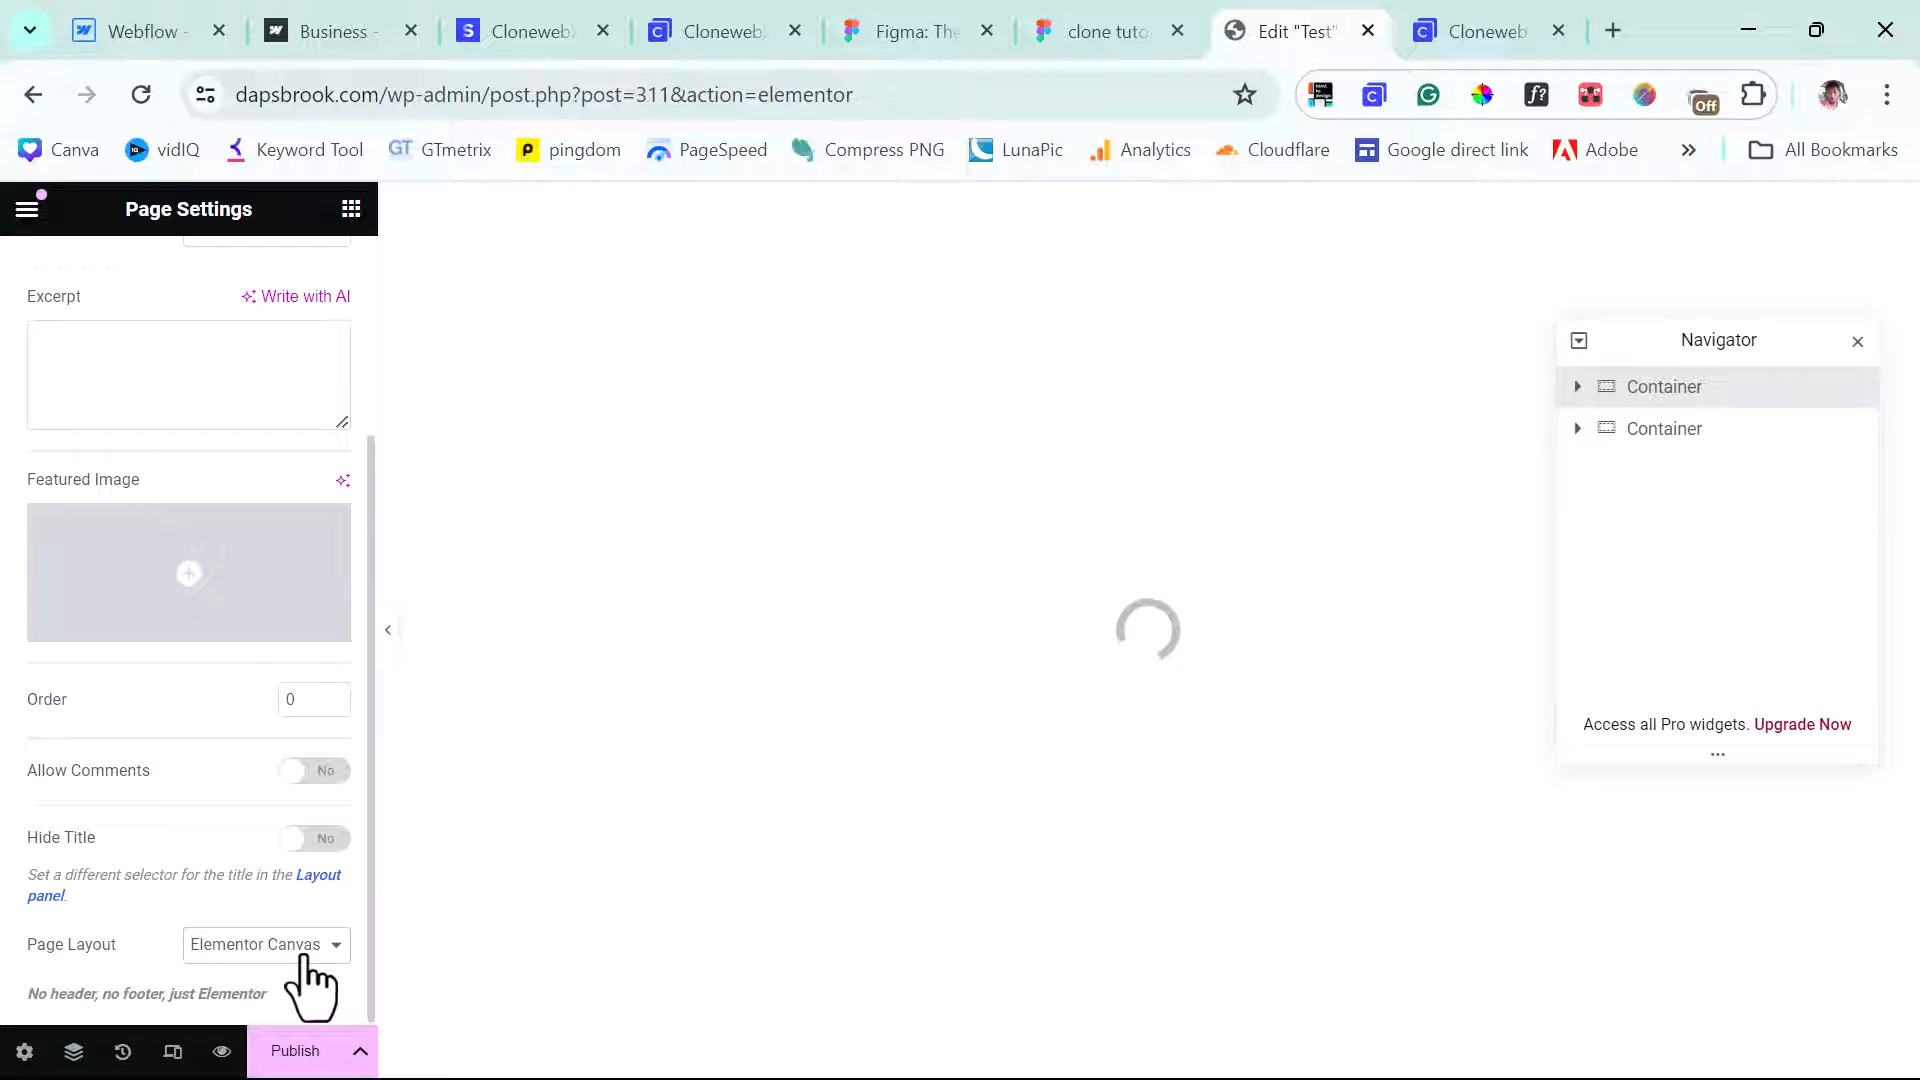 Webflow -
Business -
Cloneweb
Cloneweb
Figma: The
clone tuto
Edit "Test"
Cloneweb
dapsbrook.com/wp-admin/post.php?post=311&action=elementor
Off
Canva
vidIQ
Keyword Tool
GTmetrix
pingdom
PageSpeed
Compress PNG
LunaPic
Analytics
Cloudflare
Google direct link
Adobe
All Bookmarks
Page Settings
Excerpt
Write with AI
Featured Image
Order
0
Allow Comments
No
Hide Title
No
Set a different selector for the title in the Layout
panel.
Page Layout
Elementor Canvas
No header, no footer, just Elementor
Publish
Navigator
Container
Container
Access all Pro widgets. Upgrade Now